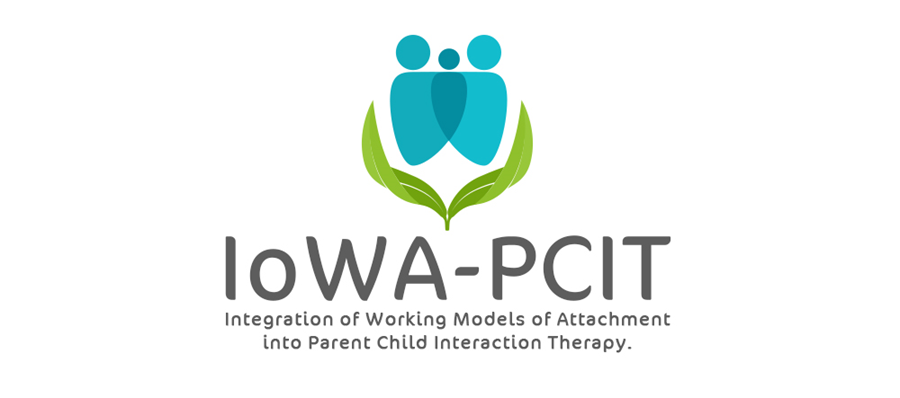 IoWA-PCIT
Integration of Working Models of Attachment
into Parent Child Interaction Therapy.